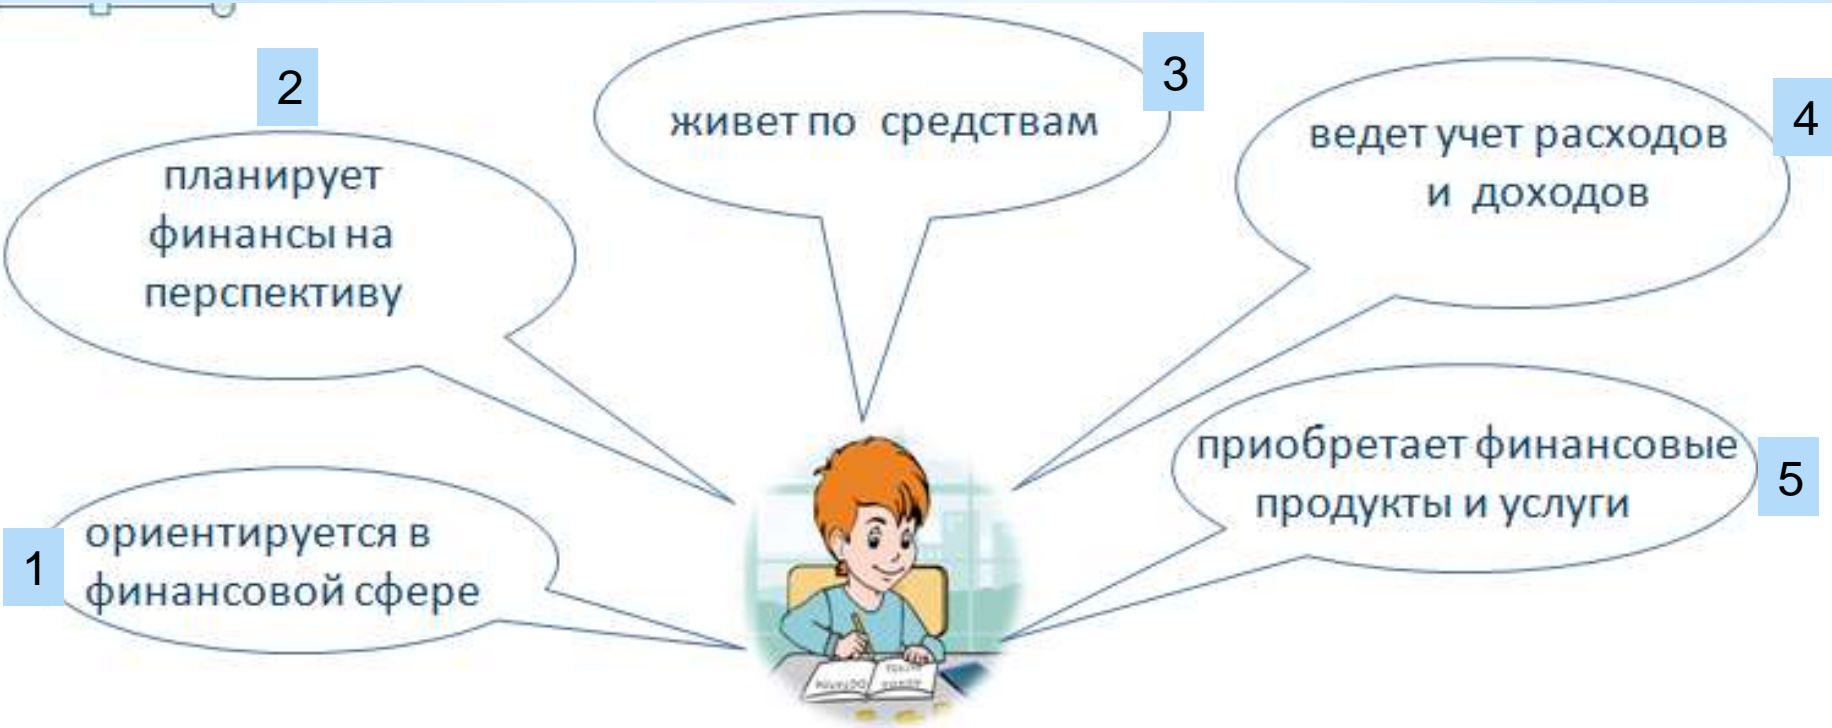 2
планирует
финансы на
перспективу
3
живет по средствам
4
ведет учет расходов
и доходов
1
ориентируется в
финансовой сфере
5
приобретает финансовые
продукты и услуги